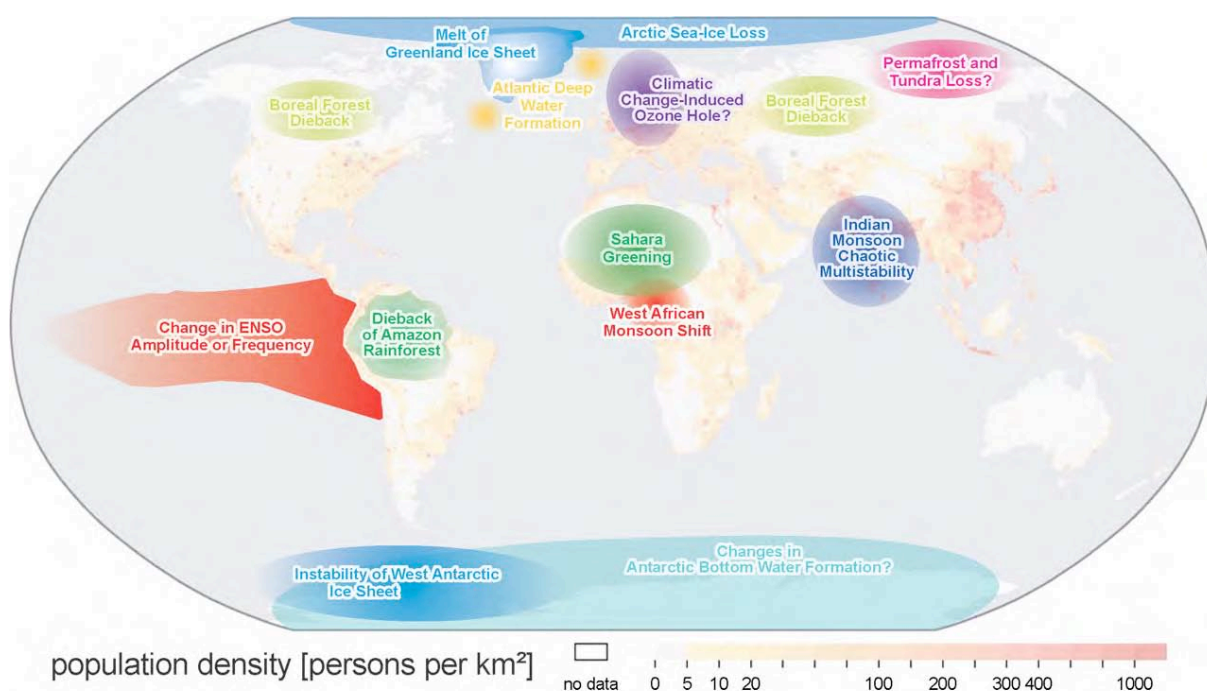 Melt of
Greenland Ice Sheet
Arctic Sea-Ice Loss
Permafrost and
Tundra Loss?
Boreal Forest
Dieback
Atlantic Deep
Water
Formation
Climatic
Change-Induced
Ozone Hole?
Boreal Forest
Dieback
Sahara
Greening
Indian
Monsoon
Chaotic
Multistability
West African
Monsoon Shift
Change in ENSO
Amplitude or Frequency
Dieback
of Amazon
Rainforest
Instability of West Antarctic
Ice Sheet
Changes in
Antarctic Bottom Water Formation?
population density [persons per km²]
no data
0 5 10 20 100 200 300 400 1000